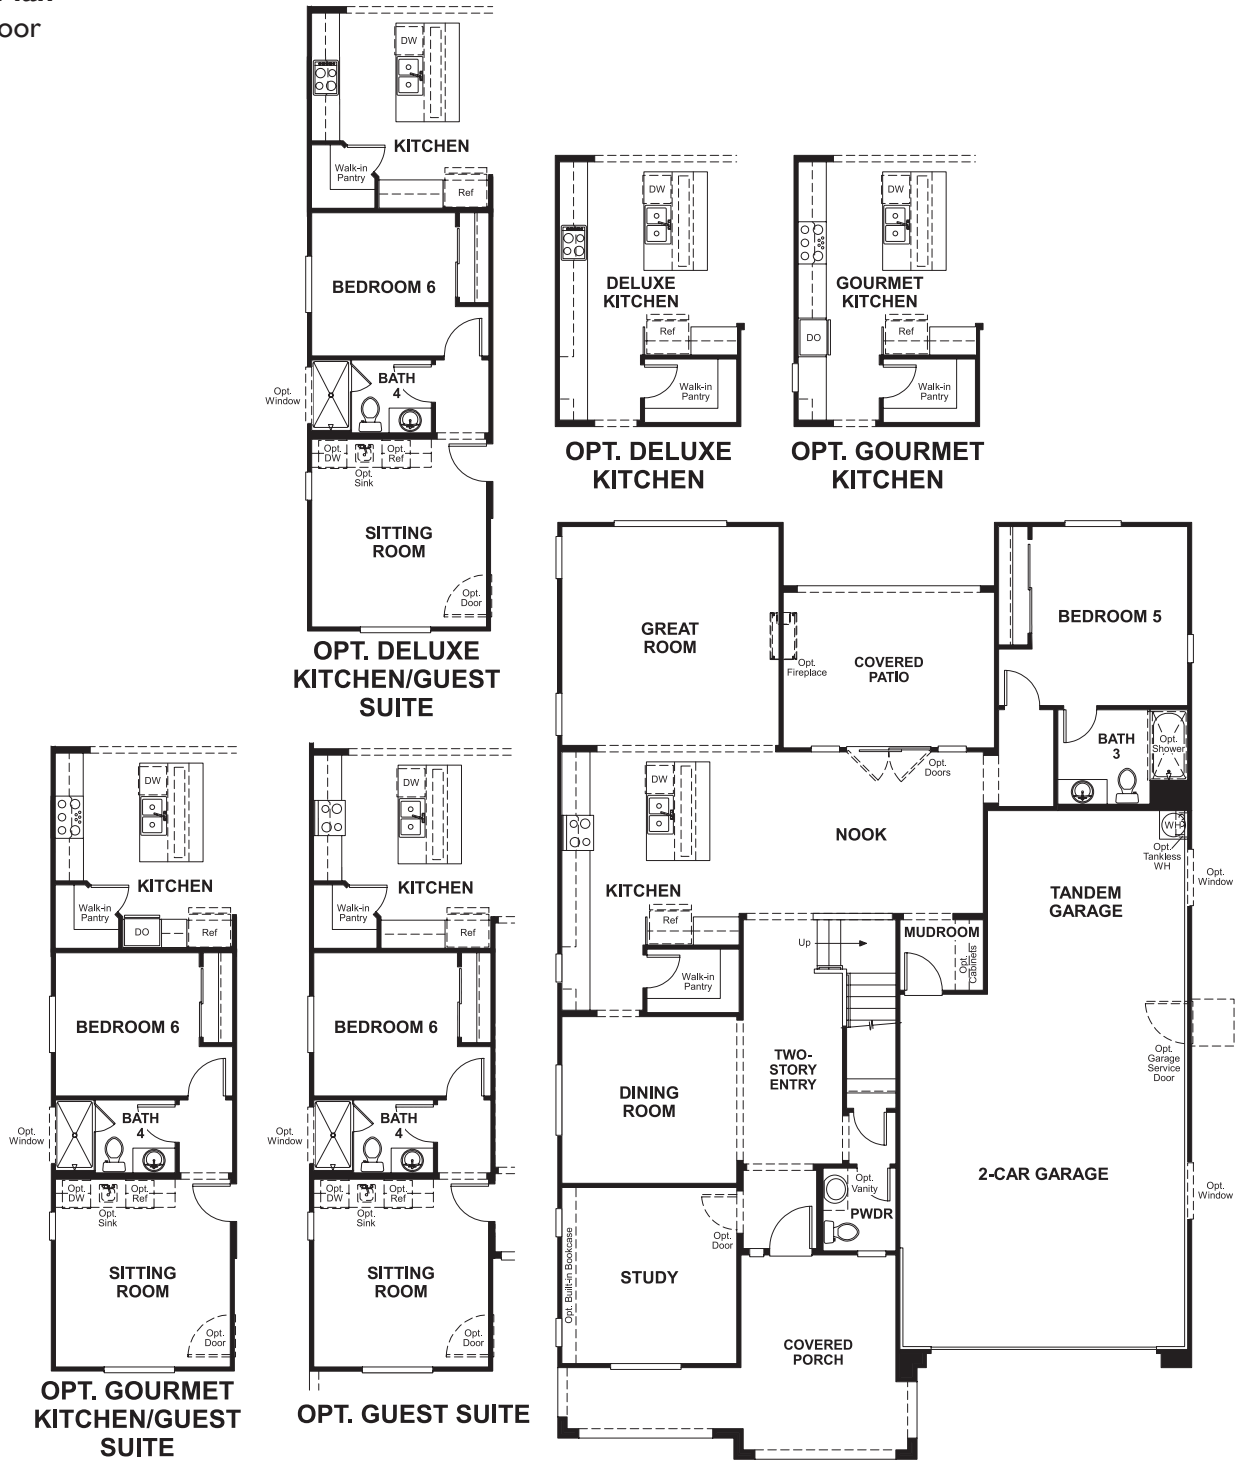 oor
DW
KITCHEN
Walk-in
Pantry
Ref
BEDROOM 6
Opt.
Window
BATH
4
Opt.
DW
Opt.
Ref
Opt.
Sink
SITTING
ROOM
Opt.
Door
OPT. DELUXE
KITCHEN/GUEST
SUITE
DW
DELUXE
KITCHEN
Ref
Walk-in
Pantry
OPT. DELUXE
KITCHEN
DW
GOURMET
KITCHEN
DO
Ref
Walk-in
Pantry
OPT. GOURMET
KITCHEN
DW
KITCHEN
Walk-in
Pantry
DO
Ref
BEDROOM 6
Opt.
Window
BATH
4
Opt.
DW
Opt.
Ref
Opt.
Sink
SITTING
ROOM
Opt.
Door
OPT. GOURMET
KITCHEN/GUEST
SUITE
DW
KITCHEN
Walk-in
Pantry
Ref
BEDROOM 6
Opt.
Window
BATH
4
Opt.
DW
Opt.
Ref
Opt.
Sink
SITTING
ROOM
Opt.
Door
OPT. GUEST SUITE
GREAT
ROOM
Opt.
Fireplace
COVERED
PATIO
BEDROOM 5
BATH
3
Opt.
Shower
Opt.
Doors
DW
NOOK
WH
Opt.
Tankless
WH
Opt.
Window
KITCHEN
TANDEM
GARAGE
Ref
Up
MUDROOM
Opt.
Cabinets
Walk-in
Pantry
TWO-
STORY
ENTRY
Opt.
Garage
Service
Door
DINING
ROOM
2-CAR GARAGE
Opt.
Window
Opt.
Vanity
PWDR
Opt.
Door
Opt. Built-in Bookcase
STUDY
COVERED
PORCH